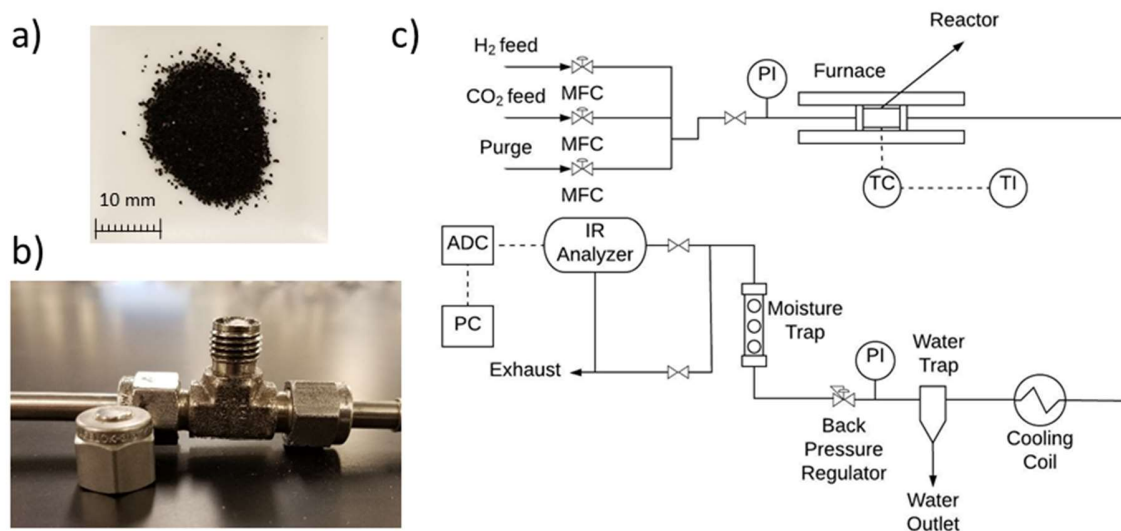 a)
10 mm
b)
c)
H₂ feed
MFC
CO₂ feed
MFC
Purge
MFC
PI
Furnace
Reactor
TC
TI
ADC
PC
IR
Analyzer
Exhaust
Moisture
Trap
Back
Pressure
Regulator
PI
Water
Trap
Water
Outlet
Cooling
Coil